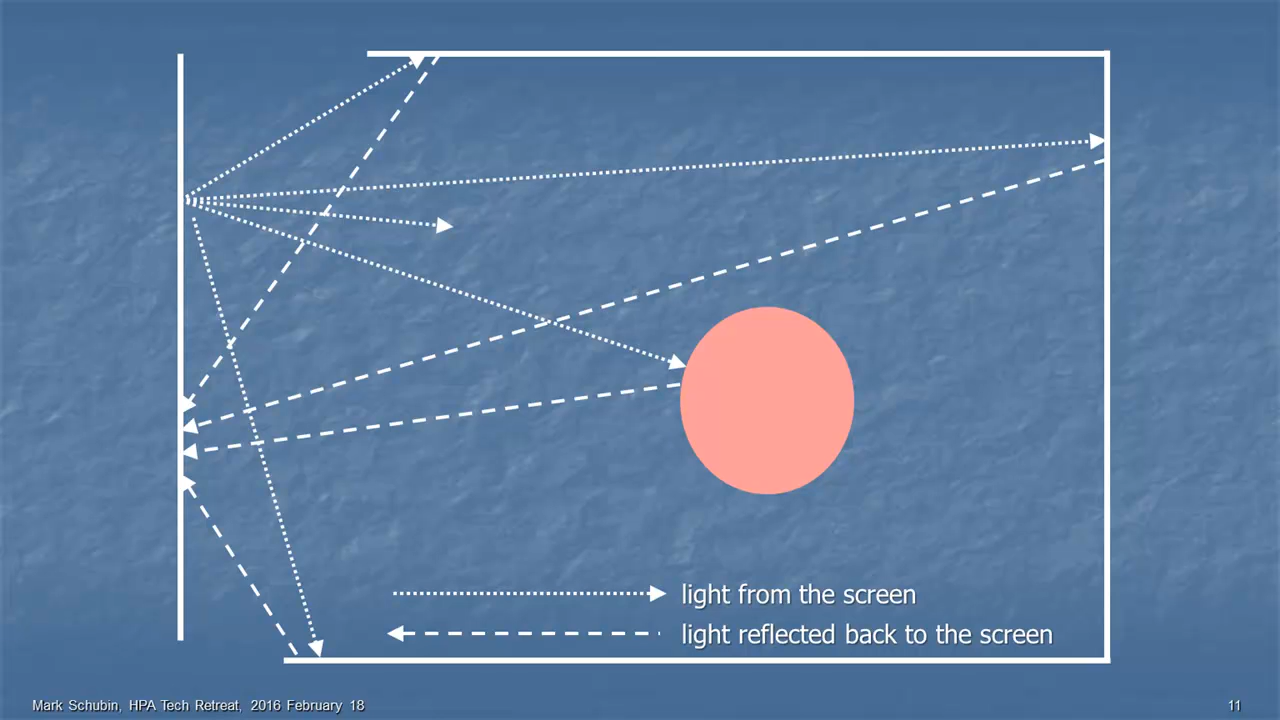 light from the screen
light reflected back to the screen
Mark Schubin, HPA Tech Retreat, 2016 February 18
11